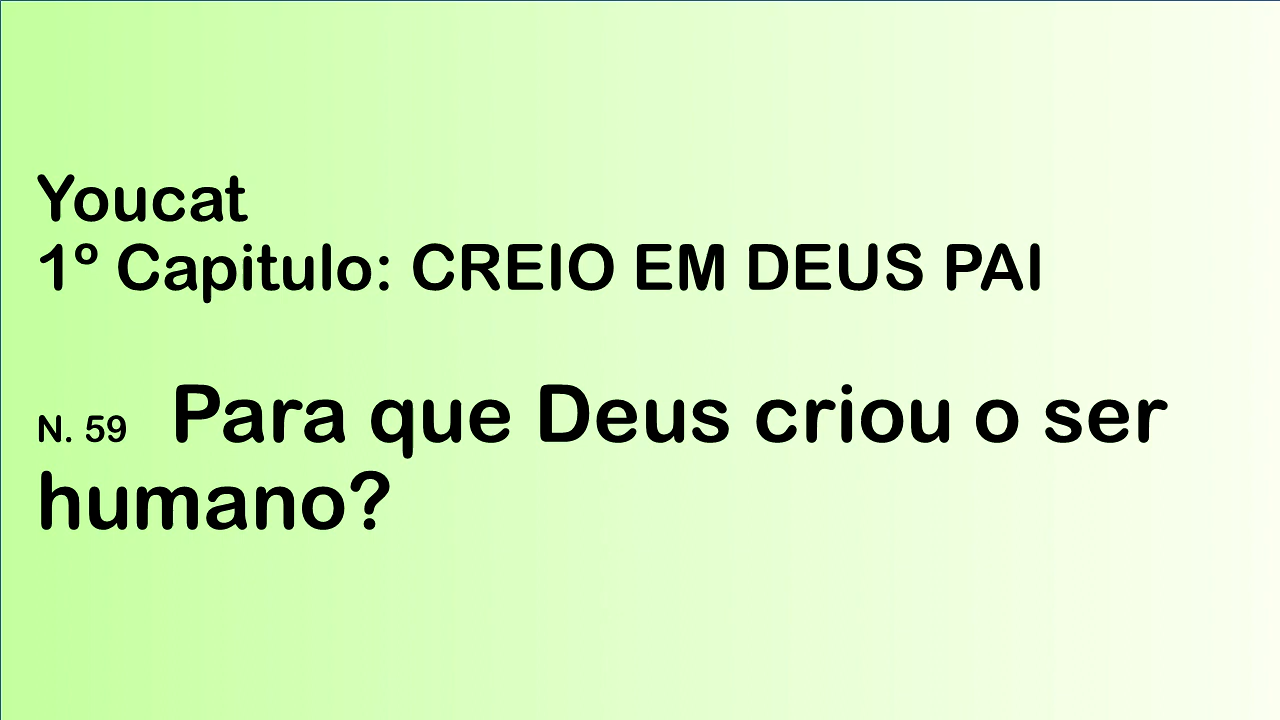 Youcat
1º Capitulo: CREIO EM DEUS PAI
N. 59 Para que Deus criou o ser
humano?